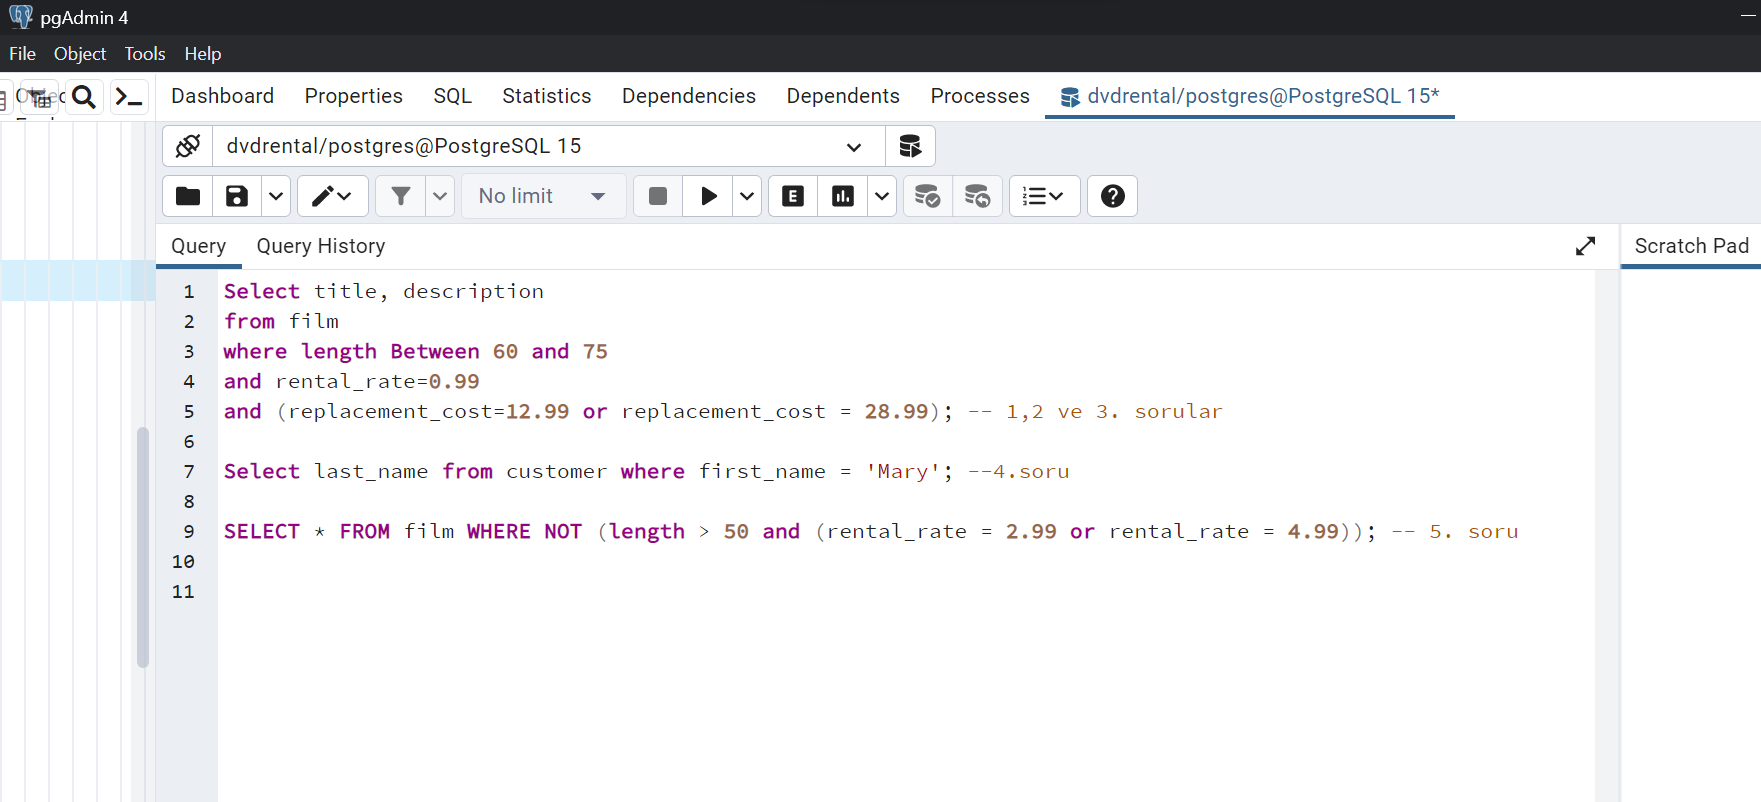 pgAdmin 4
File Object Tools Help
Dashboard Properties SQL Statistics Dependencies Dependents Processes dvdrental/postgres@PostgreSQL 15*
dvdrental/postgres@PostgreSQL 15
No limit E
Query Query History Scratch Pad
1 Select title, description
2 from film
3 where length Between 60 and 75
4 and rental_rate=0.99
5 and (replacement_cost=12.99 or replacement_cost = 28.99); -- 1,2 ve 3. sorular
6
7 Select last_name from customer where first_name = 'Mary'; --4.soru
8
9 SELECT * FROM film WHERE NOT (length > 50 and (rental_rate = 2.99 or rental_rate = 4.99)); -- 5. soru
10
11